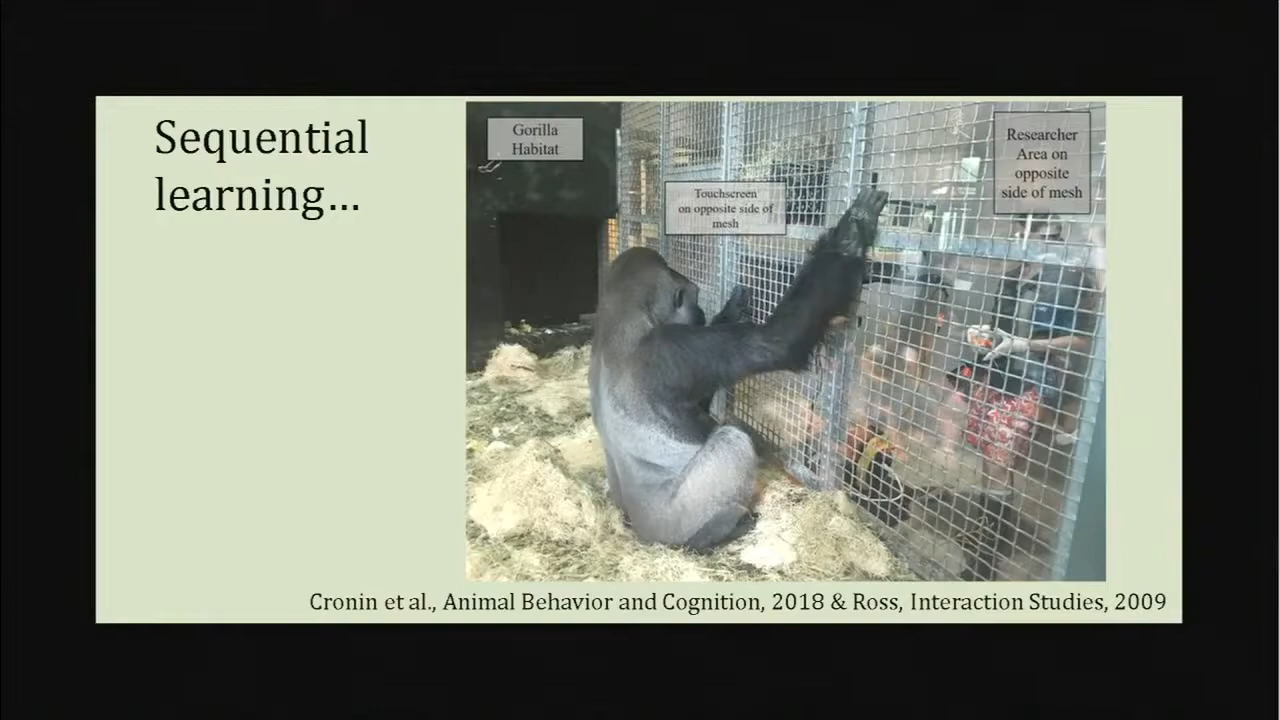 Sequential
learning...
Gorilla
Habitat
Touchscreen
on opposite side of
mesh
Researcher
Area on
opposite
side of mesh
Cronin et al., Animal Behavior and Cognition, 2018 & Ross, Interaction Studies, 2009